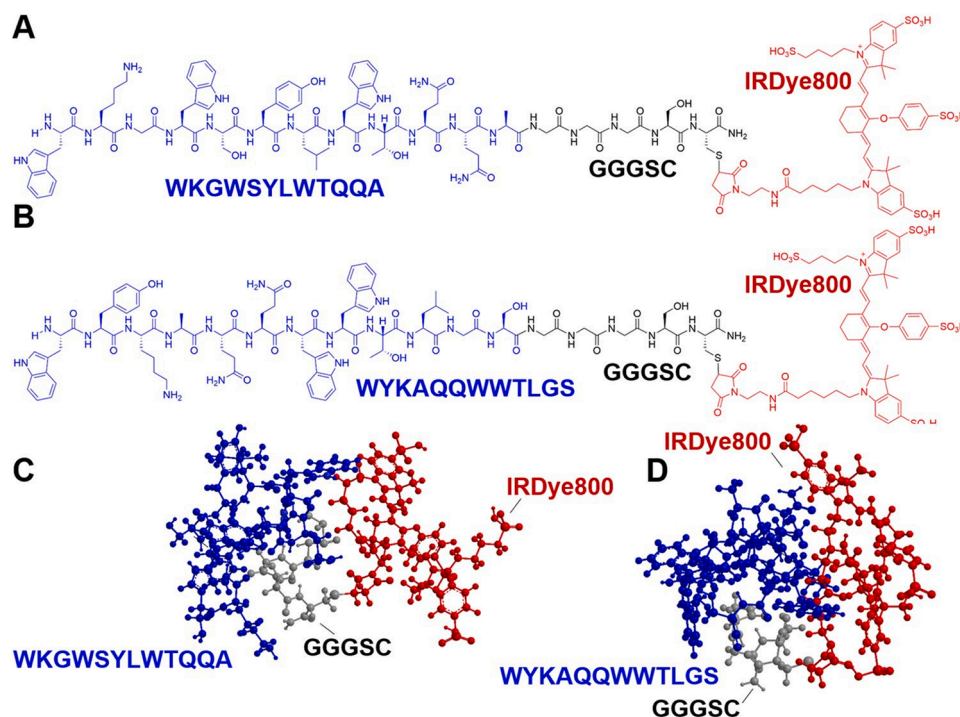 A
IRDye800
WKGWSYLWTQQA
GGGSC
B
IRDye800
WYKAQQWWTLGS
GGGSC
C
IRDye800
GGGSC
WKGWSYLWTQQA
D
IRDye800
WYKAQQWWTLGS
GGGSC